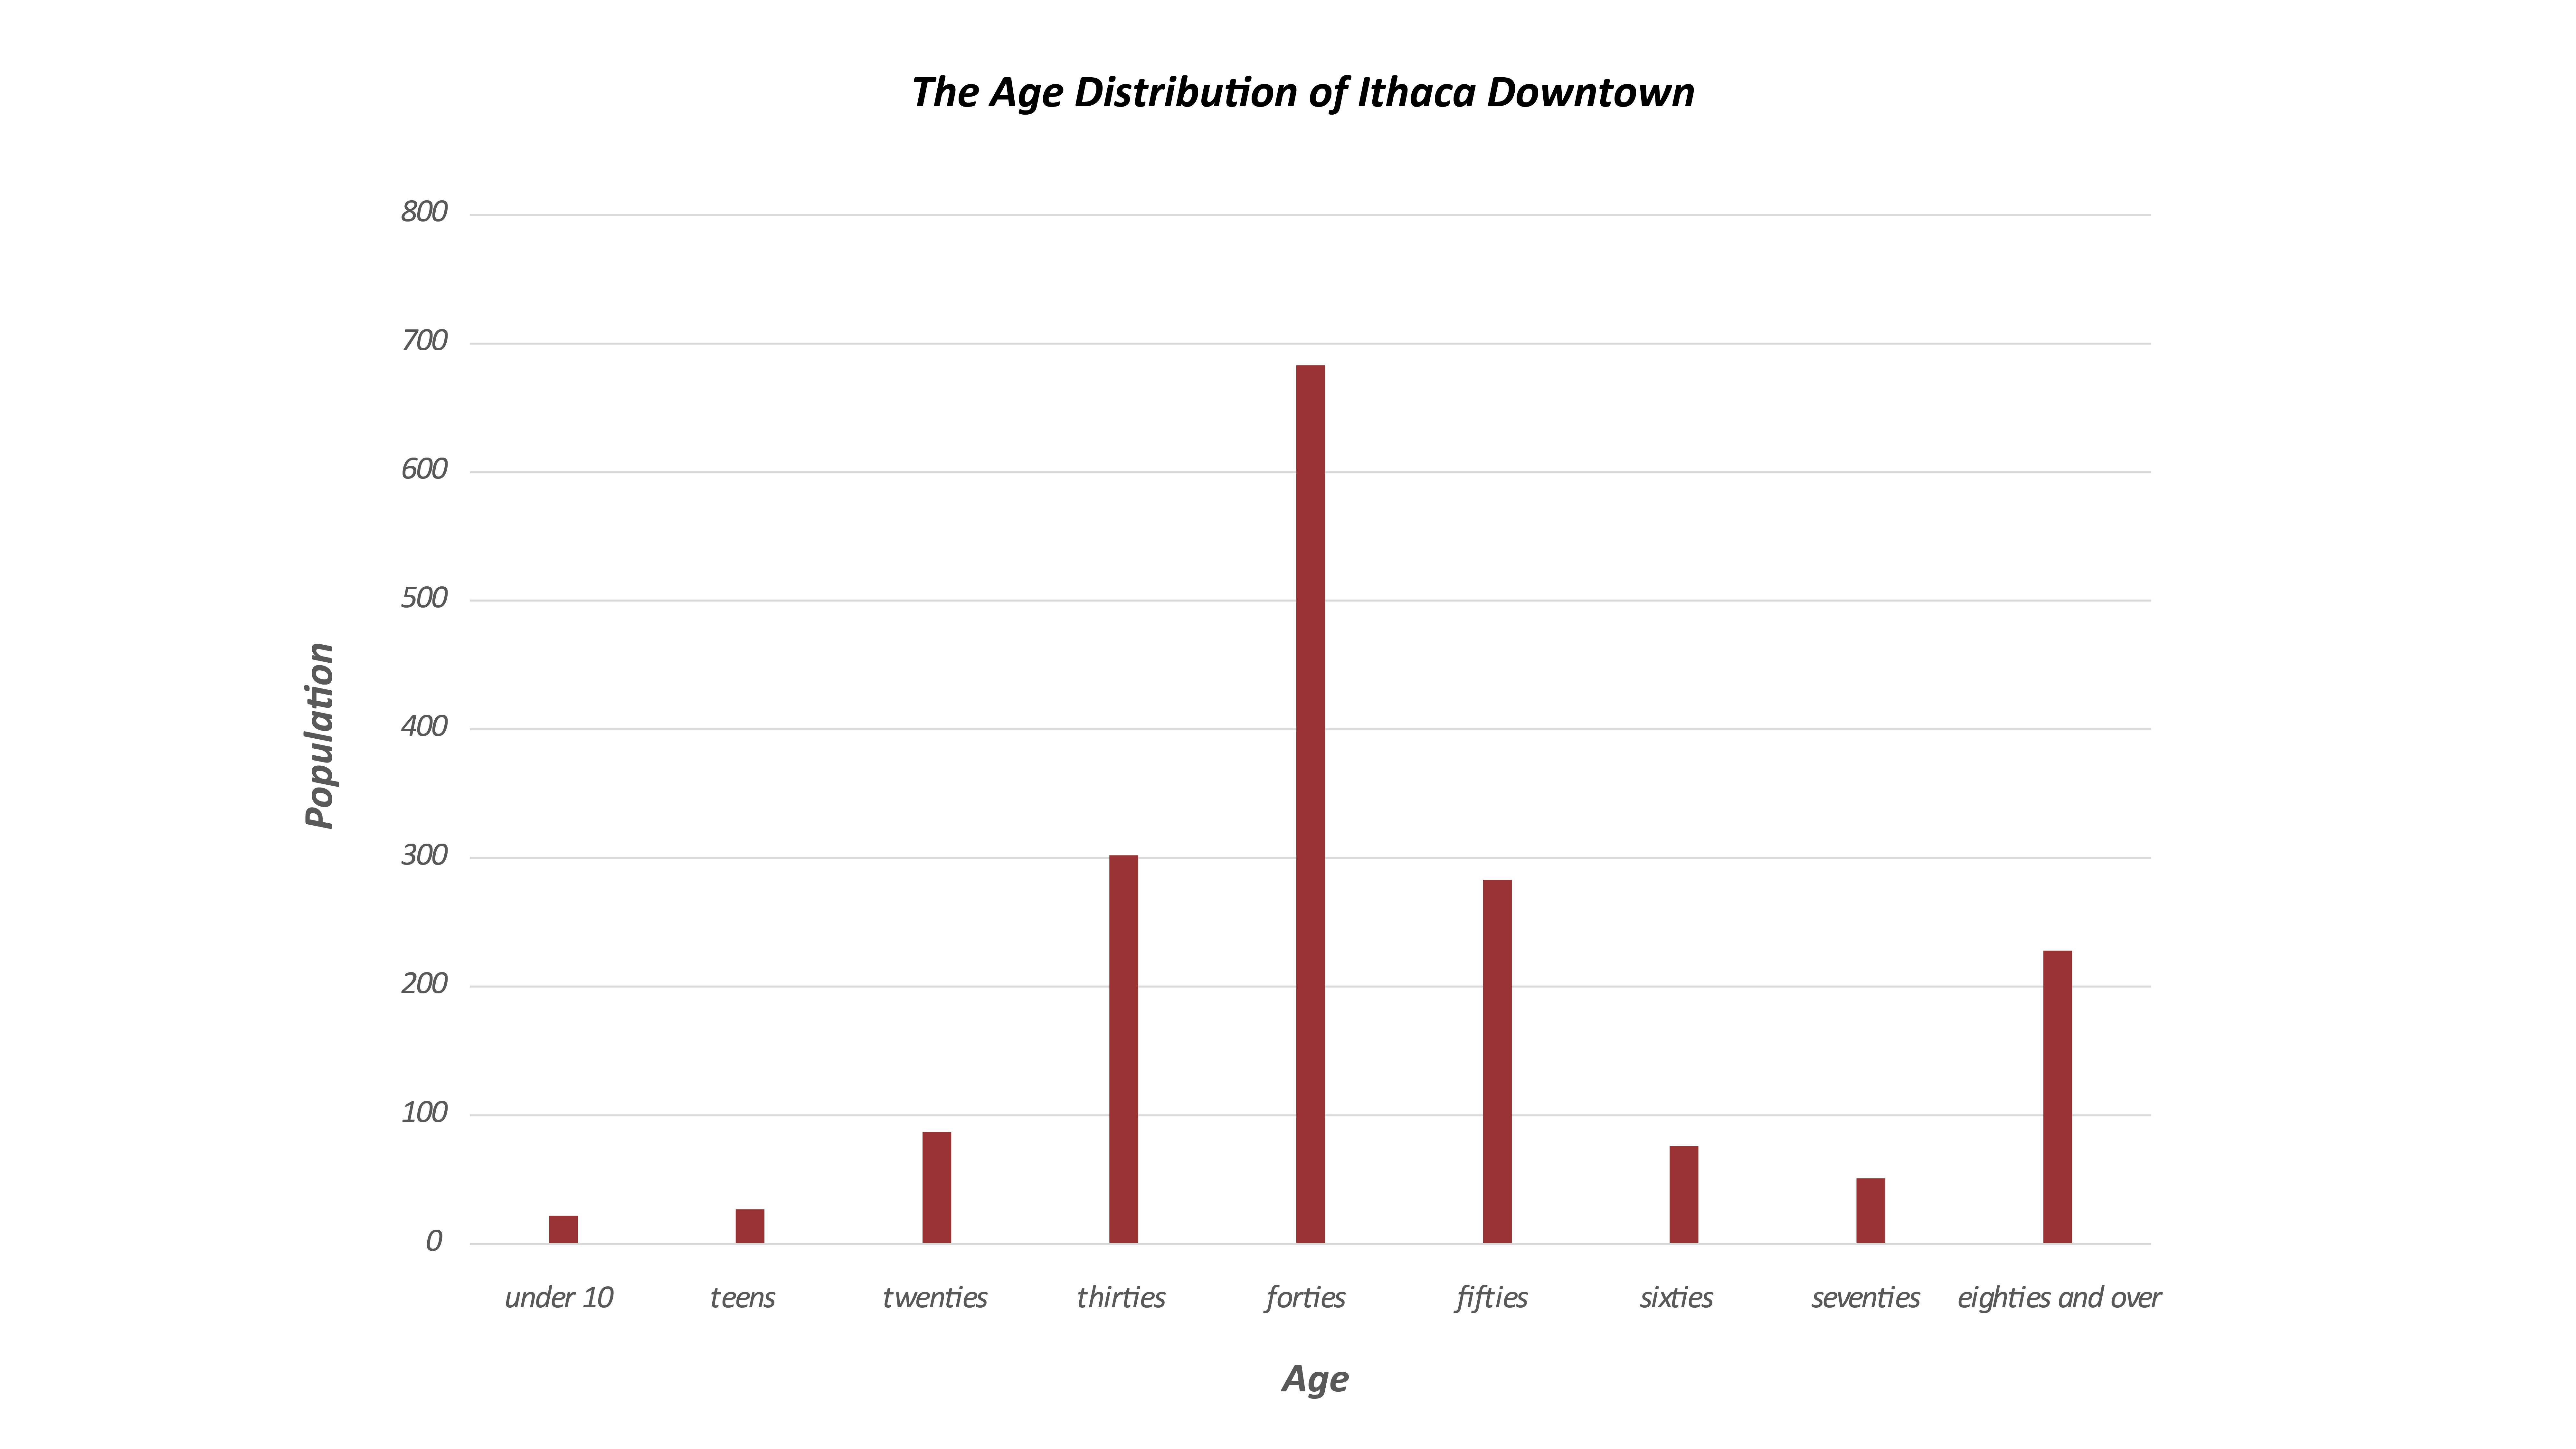 The Age Distribution of Ithaca Downtown
800
700
600
500
400
300
200
100
0
Population
under 10 teens twenties thirties forties fifties sixties seventies eighties and over
Age